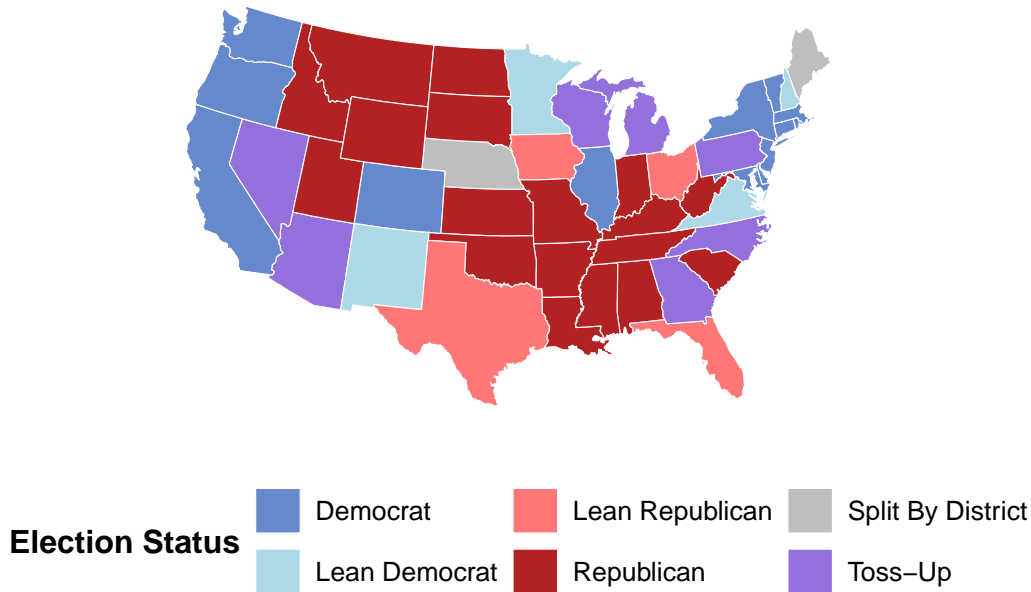 Election Status
Democrat
Lean Democrat
Lean Republican
Republican
Split By District
Toss−Up